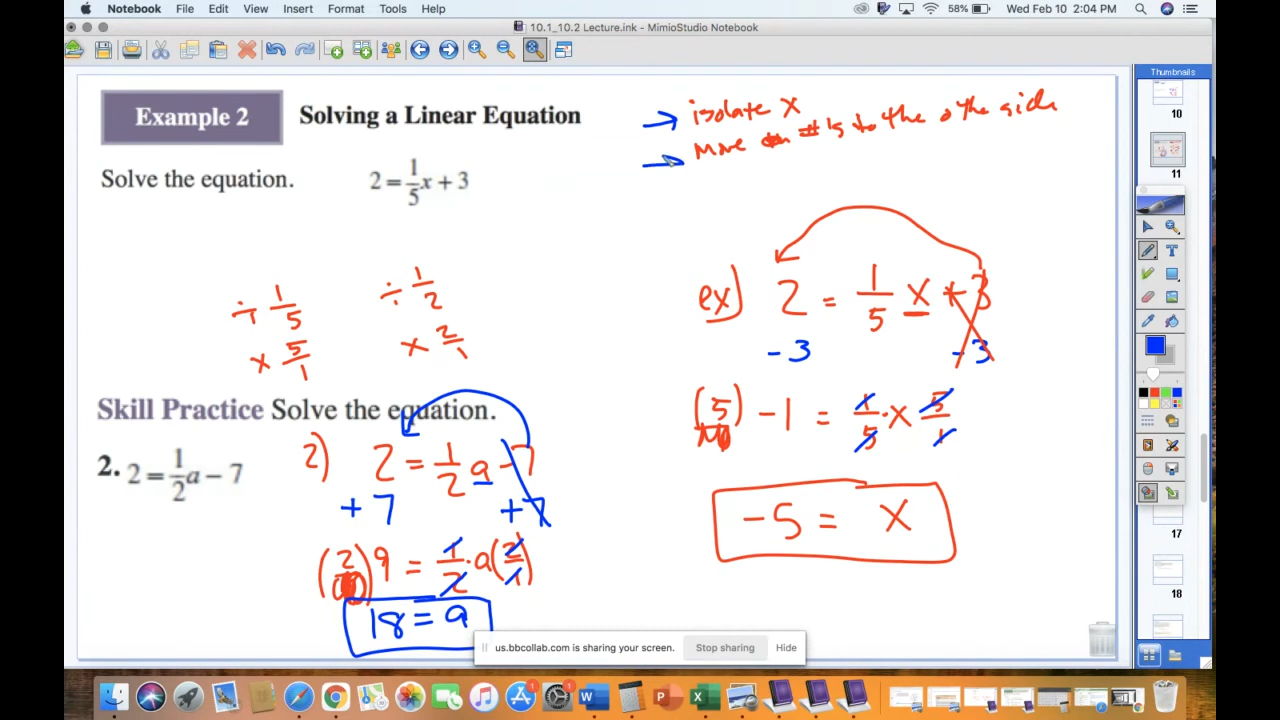 Notebook File Edit View Insert Format Tools Help 58% Wed Feb 10 2:04 PM
10.1_10.2 Lecture.ink - MimioStudio Notebook
Thumbnails
10
11
17
18
Example 2 Solving a Linear Equation
→ isolate X
→ Move #'s to the other side
Solve the equation. 2 = 1/5 x + 3
÷ 1/5 ÷ 1/2
× 5/1 × 2/1
ex) 2 = 1/5 x + 3
- 3 - 3
(5) - 1 = 1/5 · x 5/1
- 5 = x
Skill Practice Solve the equation.
2. 2 = 1/2 a − 7
2) 2 = 1/2 a - 7
+ 7 + 7
(2) 9 = 1/2 · a (2/1)
18 = a
us.bbcollab.com is sharing your screen. Stop sharing Hide